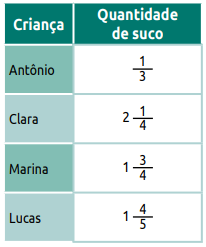 Criança Quantidade de suco
Antônio 1/3
Clara 2 1/4
Marina 1 3/4
Lucas 1 4/5